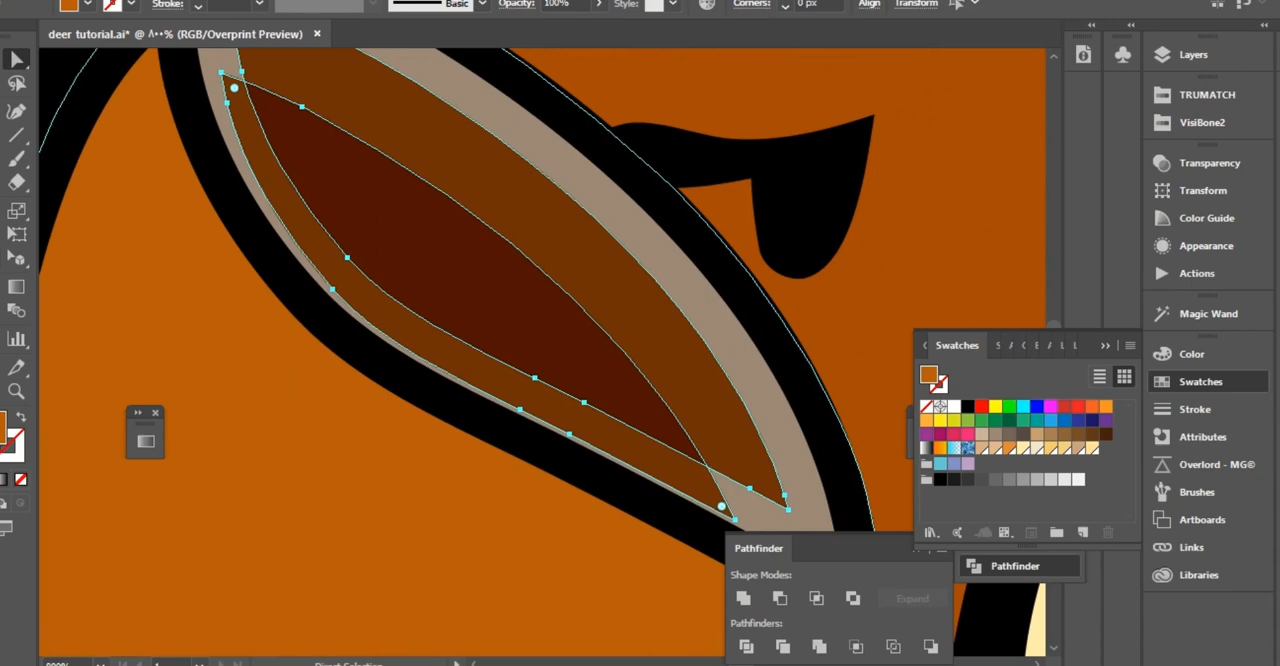 Stroke:
Basic
Opacity:
100%
Style:
Corners:
0 px
Align
Transform
deer tutorial.ai*
(RGB/Overprint Preview)
×
Layers
TRUMATCH
VisiBone2
Transparency
Transform
Color Guide
Appearance
Actions
Magic Wand
Swatches
S
A
C
E
A
L
L
Color
Swatches
Stroke
Attributes
Overlord - MG©
Brushes
Artboards
Links
Libraries
Pathfinder
Pathfinder
Shape Modes:
Expand
Pathfinders:
1
Direct Selection